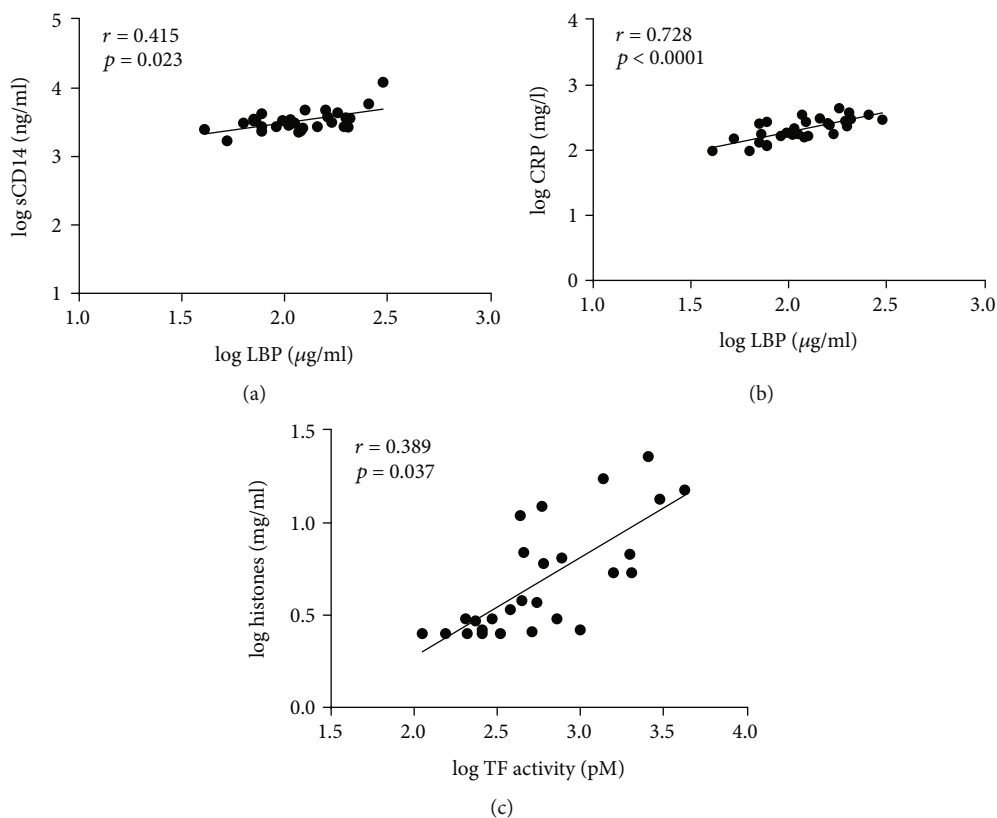 r = 0.415
p = 0.023
5
4
3
2
1
log sCD14 (ng/ml)
1.0 1.5 2.0 2.5 3.0
log LBP (μg/ml)
(a)
r = 0.728
p < 0.0001
4
3
2
1
0
log CRP (mg/l)
1.0 1.5 2.0 2.5 3.0
log LBP (μg/ml)
(b)
r = 0.389
p = 0.037
1.5
1.0
0.5
0.0
log histones (mg/ml)
1.5 2.0 2.5 3.0 3.5 4.0
log TF activity (pM)
(c)